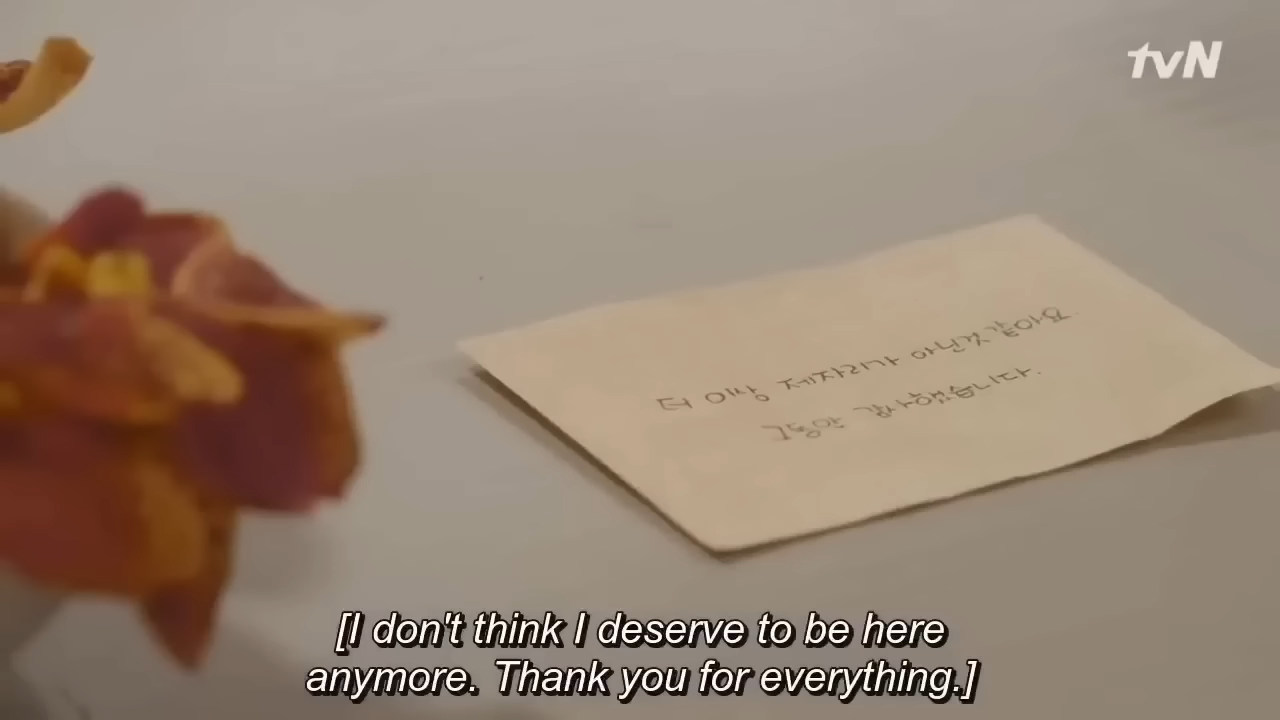 tvN
더 이상 제자리가 아닌것 같아요.
그동안 감사했습니다.
[I don't think I deserve to be here
anymore. Thank you for everything.]